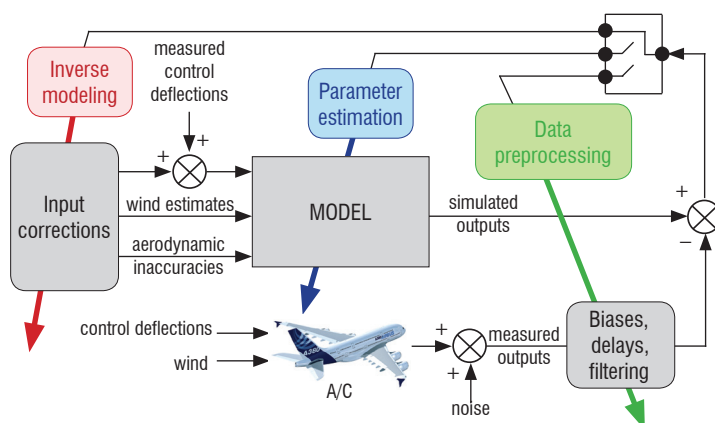 measured
control
deflections
Inverse
modeling
Parameter
estimation
Data
preprocessing
+
+
Input
corrections
wind estimates
aerodynamic
inaccuracies
MODEL
simulated
outputs
+
−
control deflections
wind
A380
A/C
+
+
noise
measured
outputs
Biases,
delays,
filtering